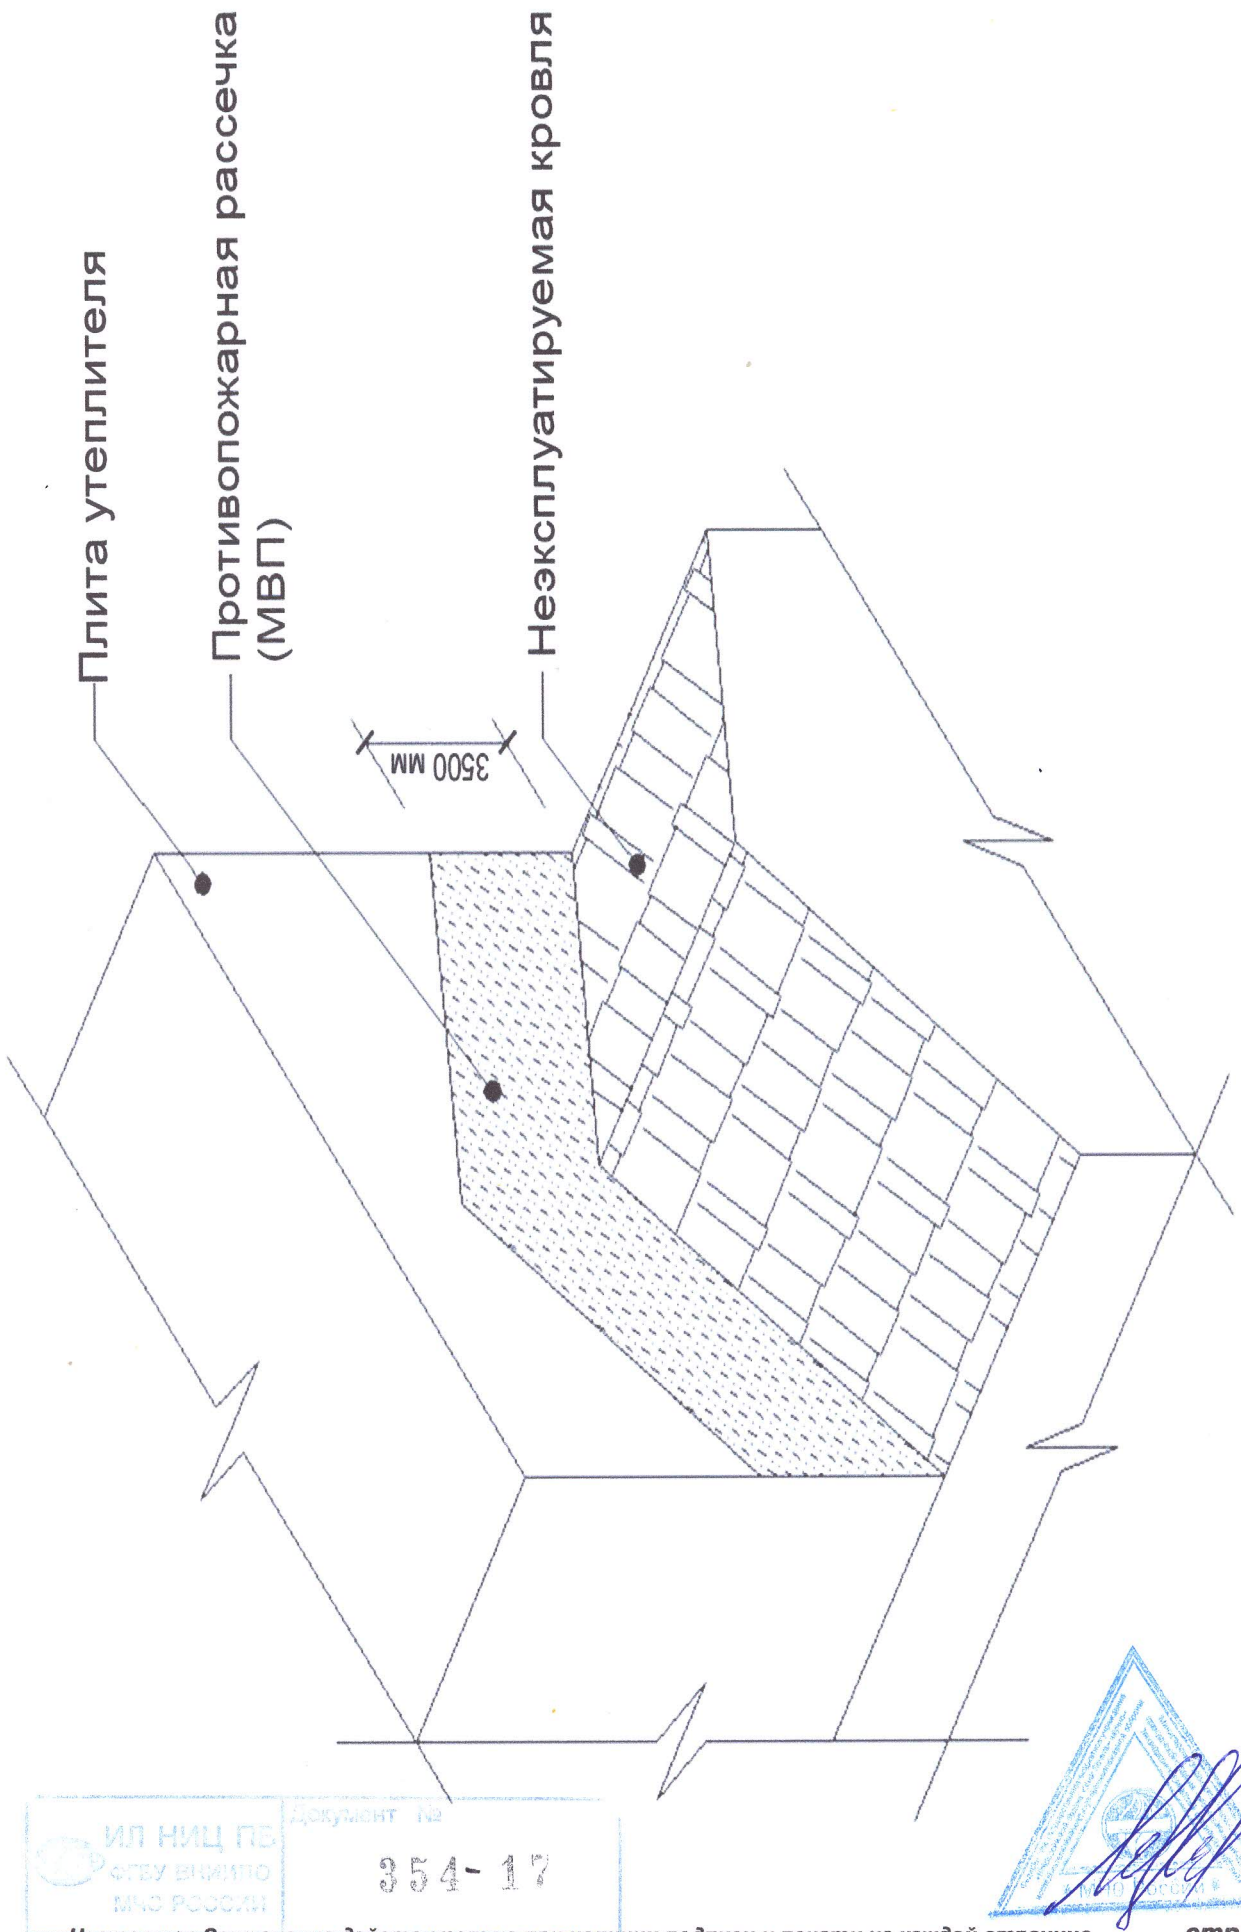 Плита утеплителя
Противопожарная рассечка
(МВП)
3500 мм
Неэксплуатируемая кровля
ИЛ НИЦ ПБ
ФГБУ ВНИИПО
МЧС РОССИИ
Документ №
354-17